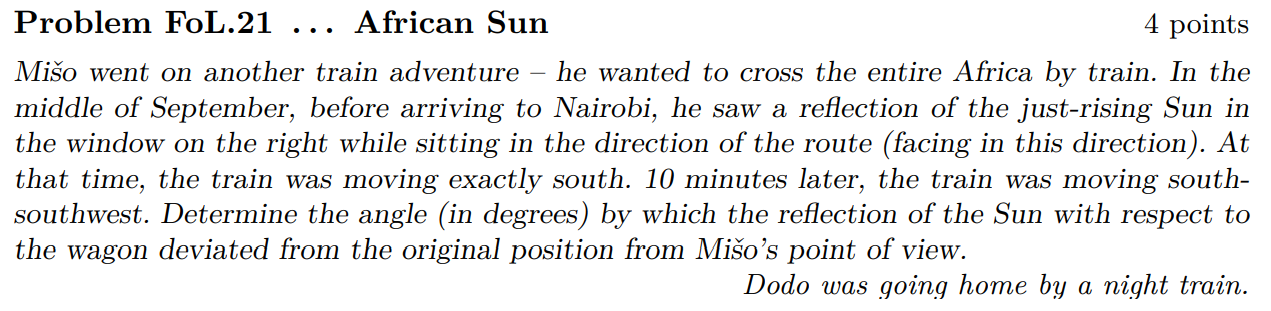 Problem FoL.21 ... African Sun 4 points
Mišo went on another train adventure – he wanted to cross the entire Africa by train. In the
middle of September, before arriving to Nairobi, he saw a reflection of the just-rising Sun in
the window on the right while sitting in the direction of the route (facing in this direction). At
that time, the train was moving exactly south. 10 minutes later, the train was moving south-
southwest. Determine the angle (in degrees) by which the reflection of the Sun with respect to
the wagon deviated from the original position from Mišo's point of view.
Dodo was going home by a night train.